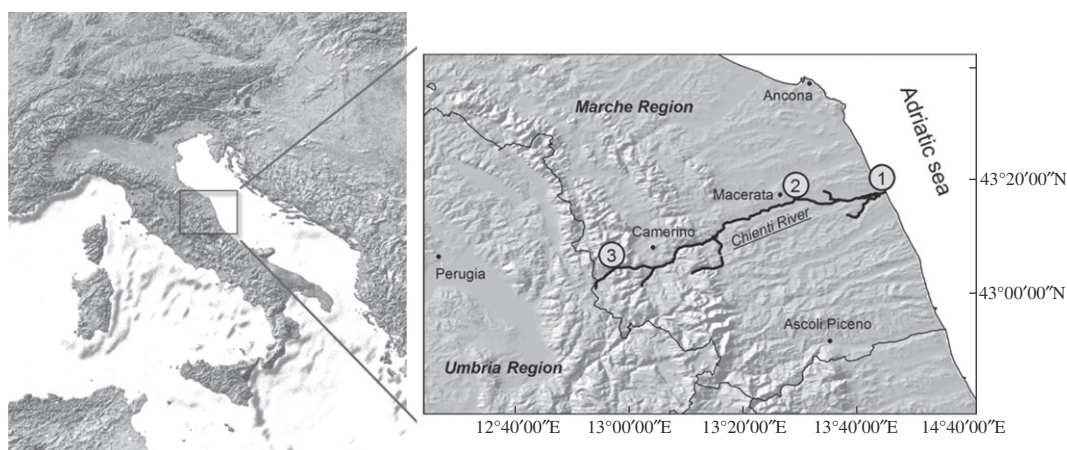 Ancona
Marche Region
Adriatic sea
1
43°20′00″N
2
Macerata
Chienti River
Camerino
3
Perugia
43°00′00″N
Ascoli Piceno
Umbria Region
12°40′00″E 13°00′00″E 13°20′00″E 13°40′00″E 14°40′00″E